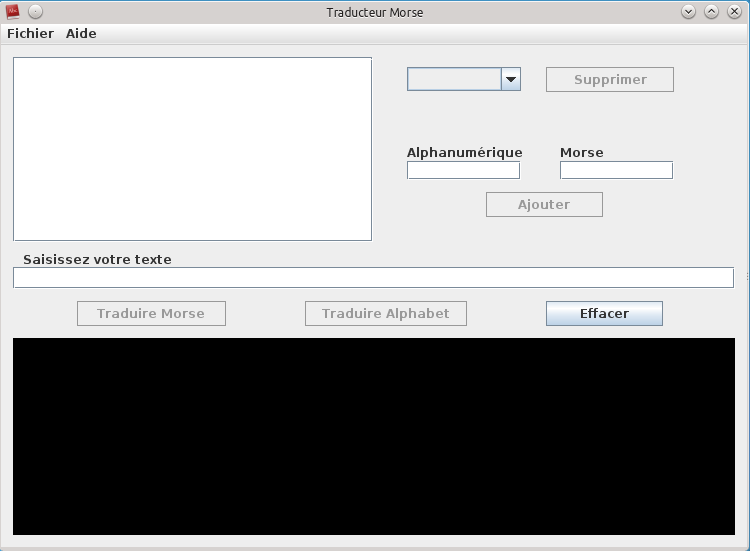 Traducteur Morse
Fichier Aide
Supprimer
Alphanumérique Morse
Ajouter
Saisissez votre texte
Traduire Morse Traduire Alphabet Effacer